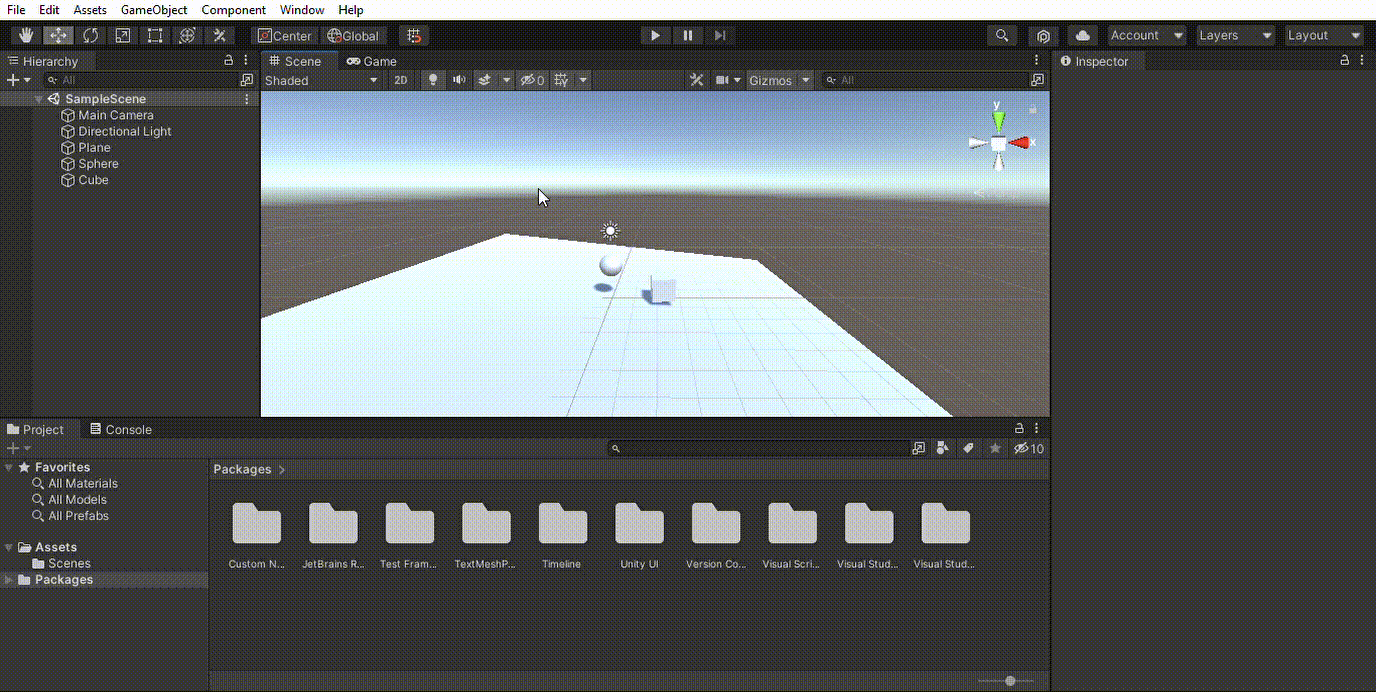 File Edit Assets GameObject Component Window Help
Center Global Account Layers Layout
Hierarchy
All
SampleScene
Main Camera
Directional Light
Plane
Sphere
Cube
Scene Game
Shaded 2D 0 Gizmos All
y
x
Inspector
Project Console
10
Favorites
All Materials
All Models
All Prefabs
Assets
Scenes
Packages
Packages
Custom N... JetBrains R... Test Fram... TextMeshP... Timeline Unity UI Version Co... Visual Scri... Visual Stud... Visual Stud...